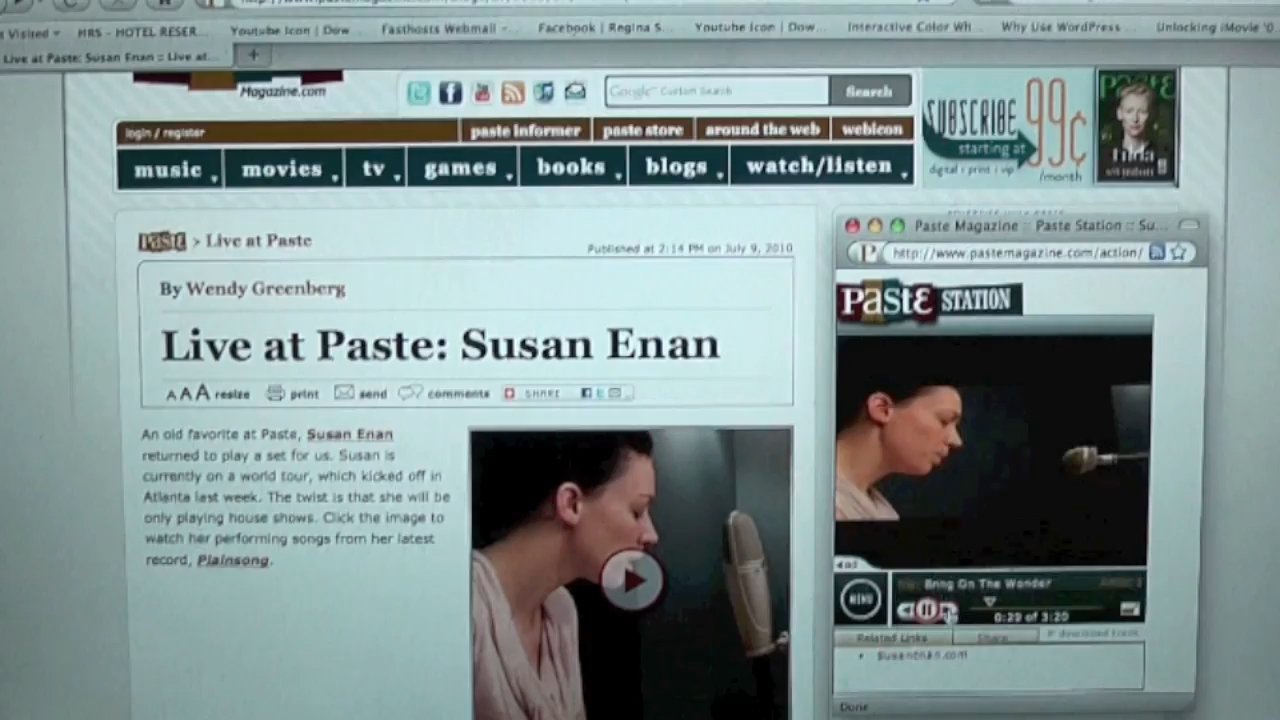 Visited
HRS - HOTEL RESER...
Youtube Icon | Dow...
Fasthosts Webmail - ...
Facebook | Regina S...
Youtube Icon | Dow...
Interactive Color Wh...
Why Use WordPress ...
Unlocking iMovie '0
Live at Paste: Susan Enan :: Live at...
+
Magazine.com
Google™ Custom Search
Search
SUBSCRIBE
starting at
99¢
/month
digital | print | vip
PASTE
Tilda
login / register
paste informer
paste store
around the web
webicon
music
movies
tv
games
books
blogs
watch/listen
Paste > Live at Paste
Published at 2:14 PM on July 9, 2010
By Wendy Greenberg
Live at Paste: Susan Enan
A A A resize
print
send
comments
SHARE
An old favorite at Paste, Susan Enan
returned to play a set for us. Susan is
currently on a world tour, which kicked off in
Atlanta last week. The twist is that she will be
only playing house shows. Click the image to
watch her performing songs from her latest
record, Plainsong.
Paste Magazine :: Paste Station :: Su...
P http://www.pastemagazine.com/action/
PASTE STATION
MENU
Bring On The Wonder
0:29 of 3:20
Related Links
Share
download track
susanenan.com
Done